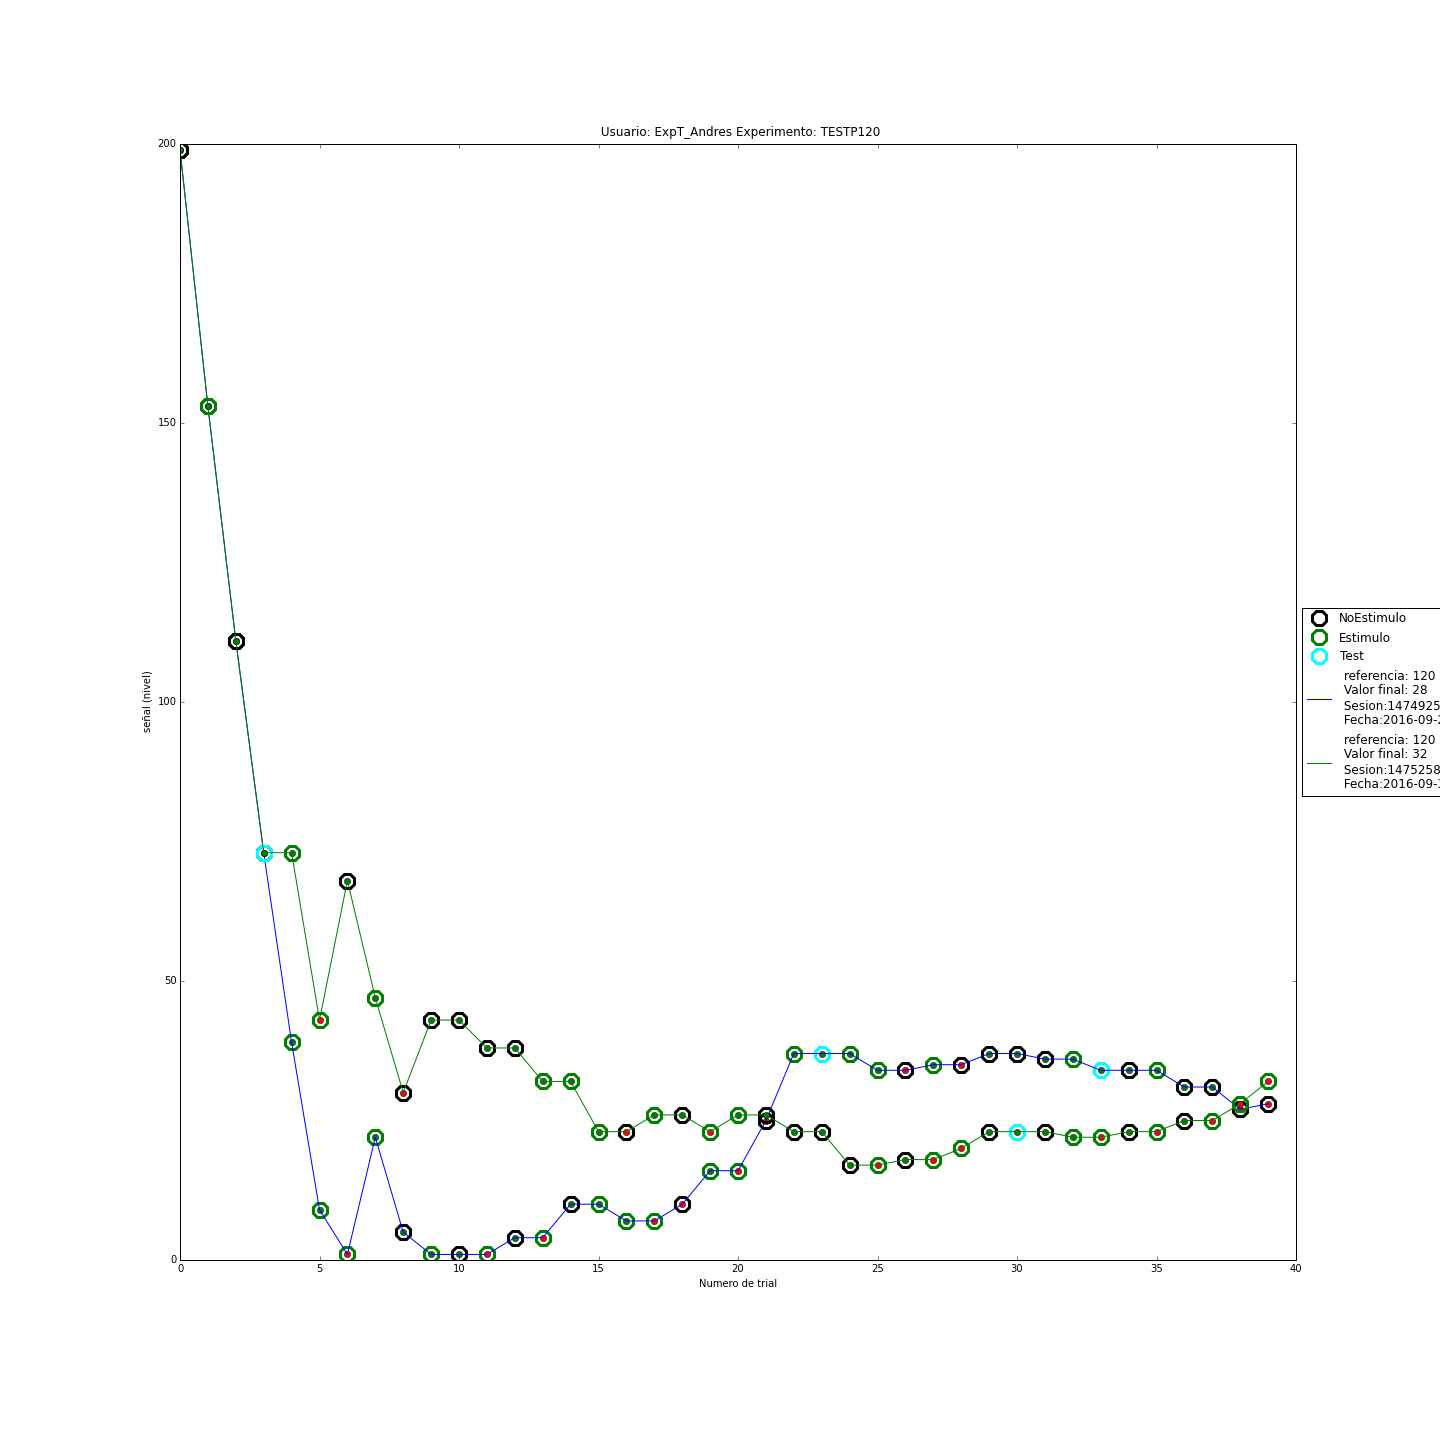 Usuario: ExpT_Andres Experimento: TESTP120
200
150
100
50
0
señal (nivel)
0 5 10 15 20 25 30 35 40
Numero de trial
NoEstimulo
Estimulo
Test
referencia: 120
Valor final: 28
Sesion:1474925
Fecha:2016-09-2
referencia: 120
Valor final: 32
Sesion:1475258
Fecha:2016-09-